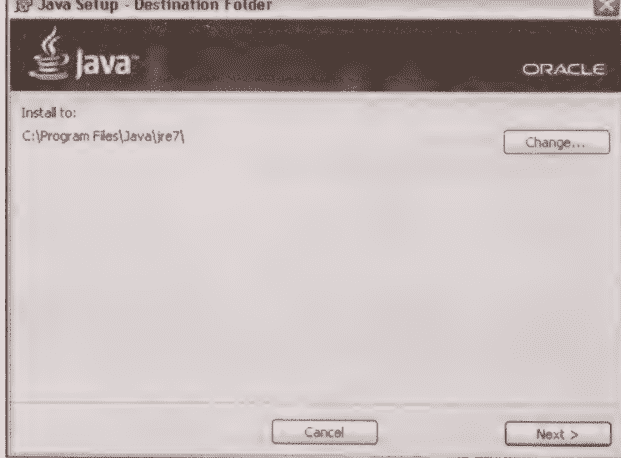 Java Setup - Destination Folder
Java
ORACLE
Install to:
C:\Program Files\Java\jre7\
Change...
Cancel
Next >